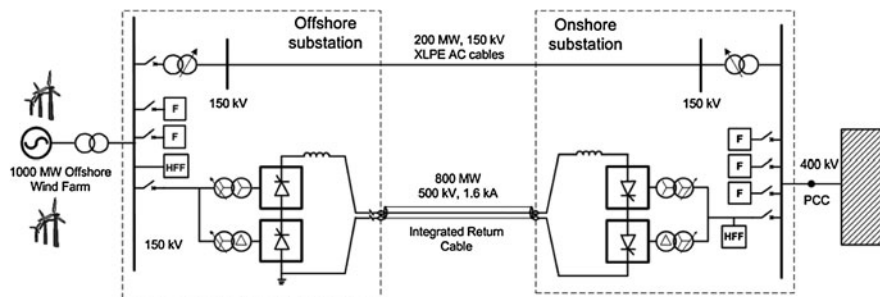 Offshore
substation
200 MW, 150 kV
XLPE AC cables
Onshore
substation
150 kV
150 kV
F
F
HFF
1000 MW Offshore
Wind Farm
150 kV
800 MW
500 kV, 1.6 kA
Integrated Return
Cable
F
F
F
HFF
400 kV
PCC